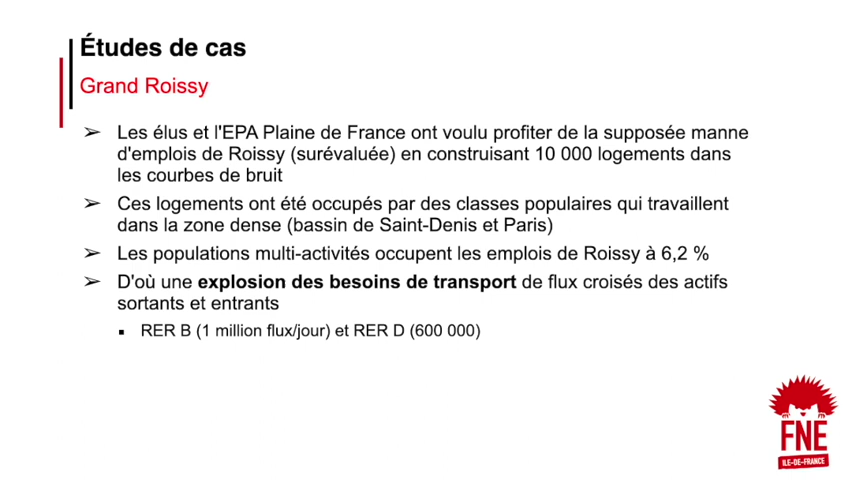 Études de cas
Grand Roissy
➢ Les élus et l'EPA Plaine de France ont voulu profiter de la supposée manne
d'emplois de Roissy (surévaluée) en construisant 10 000 logements dans
les courbes de bruit
➢ Ces logements ont été occupés par des classes populaires qui travaillent
dans la zone dense (bassin de Saint-Denis et Paris)
➢ Les populations multi-activités occupent les emplois de Roissy à 6,2 %
➢ D'où une explosion des besoins de transport de flux croisés des actifs
sortants et entrants
▪ RER B (1 million flux/jour) et RER D (600 000)
FNE
ILE-DE-FRANCE